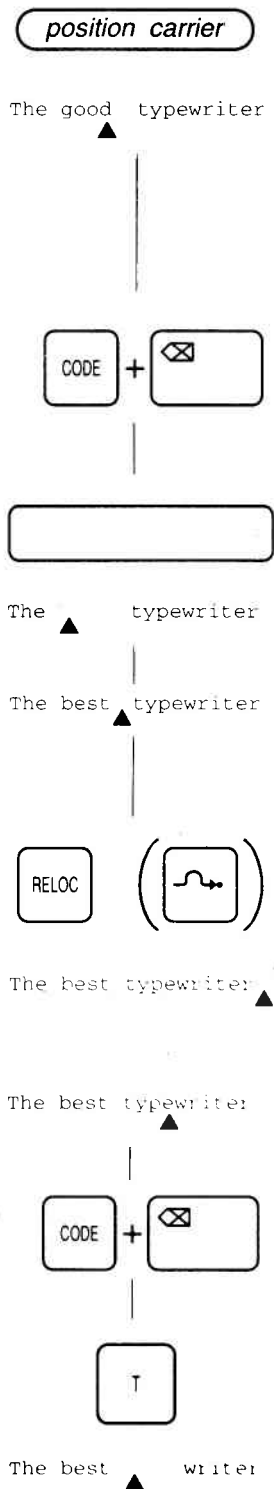 position carrier
The good typewriter
CODE +
The typewriter
The best typewriter
RELOC ( )
The best typewriter
The best typewriter
CODE +
T
The best writer